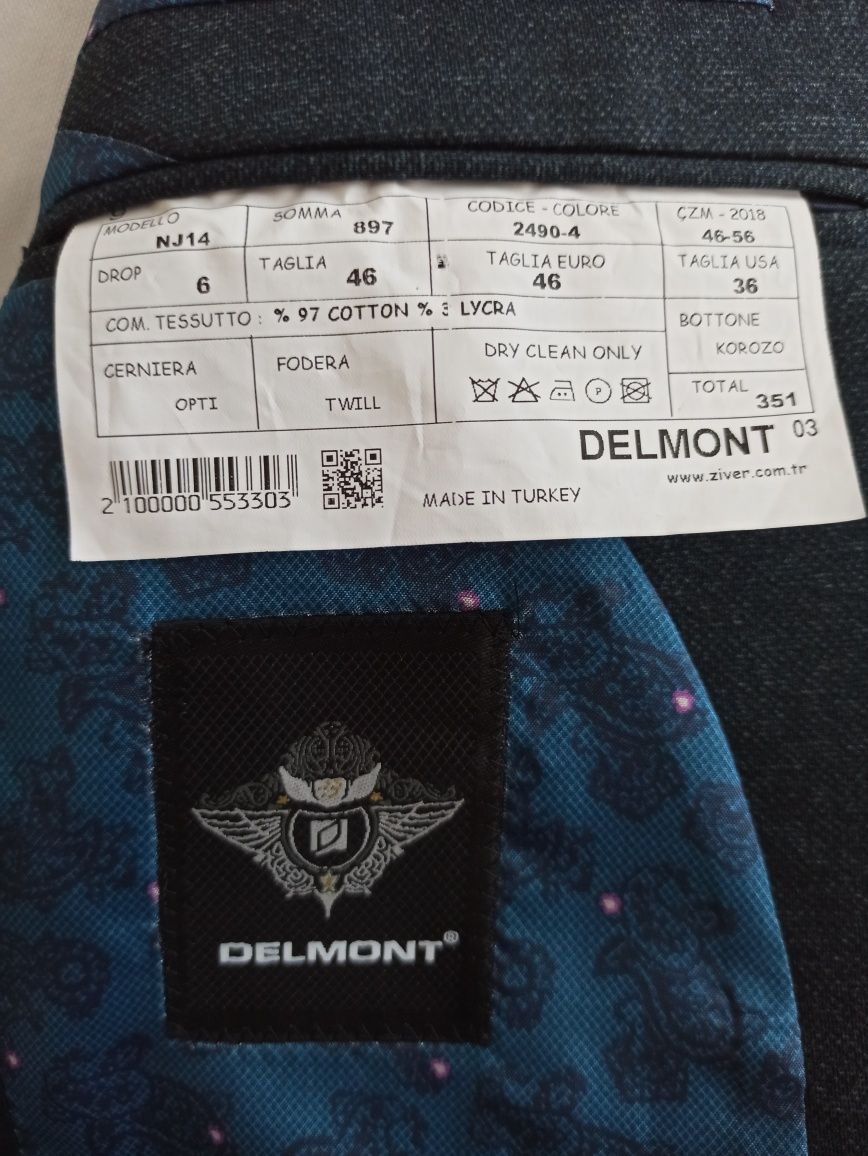 MODELLO
NJ14
SOMMA
897
CODICE - COLORE
2490-4
ÇZM - 2018
46-56
DROP
6
TAGLIA
46
TAGLIA EURO
46
TAGLIA USA
36
COM. TESSUTTO : % 97 COTTON % 3 LYCRA
BOTTONE
KOROZO
CERNIERA
OPTI
FODERA
TWILL
DRY CLEAN ONLY
P
TOTAL
351
DELMONT 03
www.ziver.com.tr
2 100000 553303
MADE IN TURKEY
DELMONT®